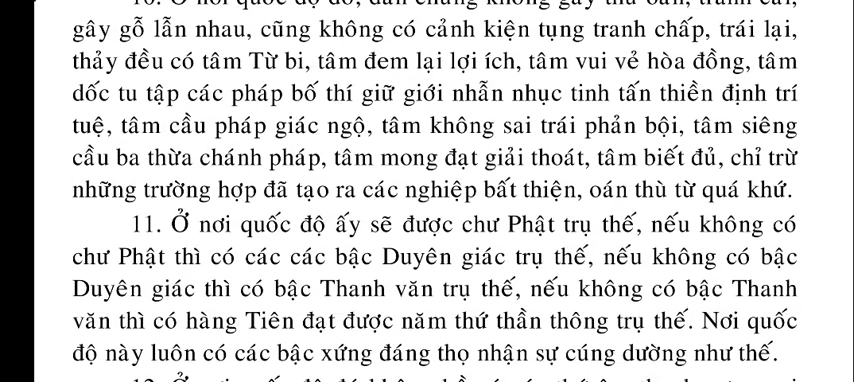 gây gỗ lẫn nhau, cũng không có cảnh kiện tụng tranh chấp, trái lại,
thảy đều có tâm Từ bi, tâm đem lại lợi ích, tâm vui vẻ hòa đồng, tâm
dốc tu tập các pháp bố thí giữ giới nhẫn nhục tinh tấn thiền định trí
tuệ, tâm cầu pháp giác ngộ, tâm không sai trái phản bội, tâm siêng
cầu ba thừa chánh pháp, tâm mong đạt giải thoát, tâm biết đủ, chỉ trừ
những trường hợp đã tạo ra các nghiệp bất thiện, oán thù từ quá khứ.
11. Ở nơi quốc độ ấy sẽ được chư Phật trụ thế, nếu không có
chư Phật thì có các các bậc Duyên giác trụ thế, nếu không có bậc
Duyên giác thì có bậc Thanh văn trụ thế, nếu không có bậc Thanh
văn thì có hàng Tiên đạt được năm thứ thần thông trụ thế. Nơi quốc
độ này luôn có các bậc xứng đáng thọ nhận sự cúng dường như thế.